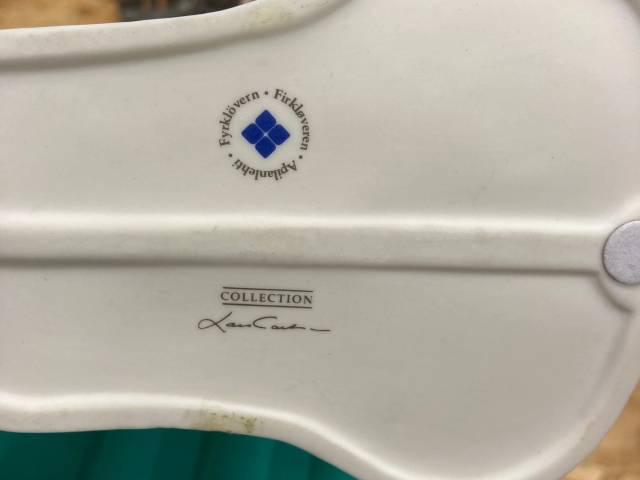 Fyrklövern • Firkløveren • Apilanlehti •
COLLECTION